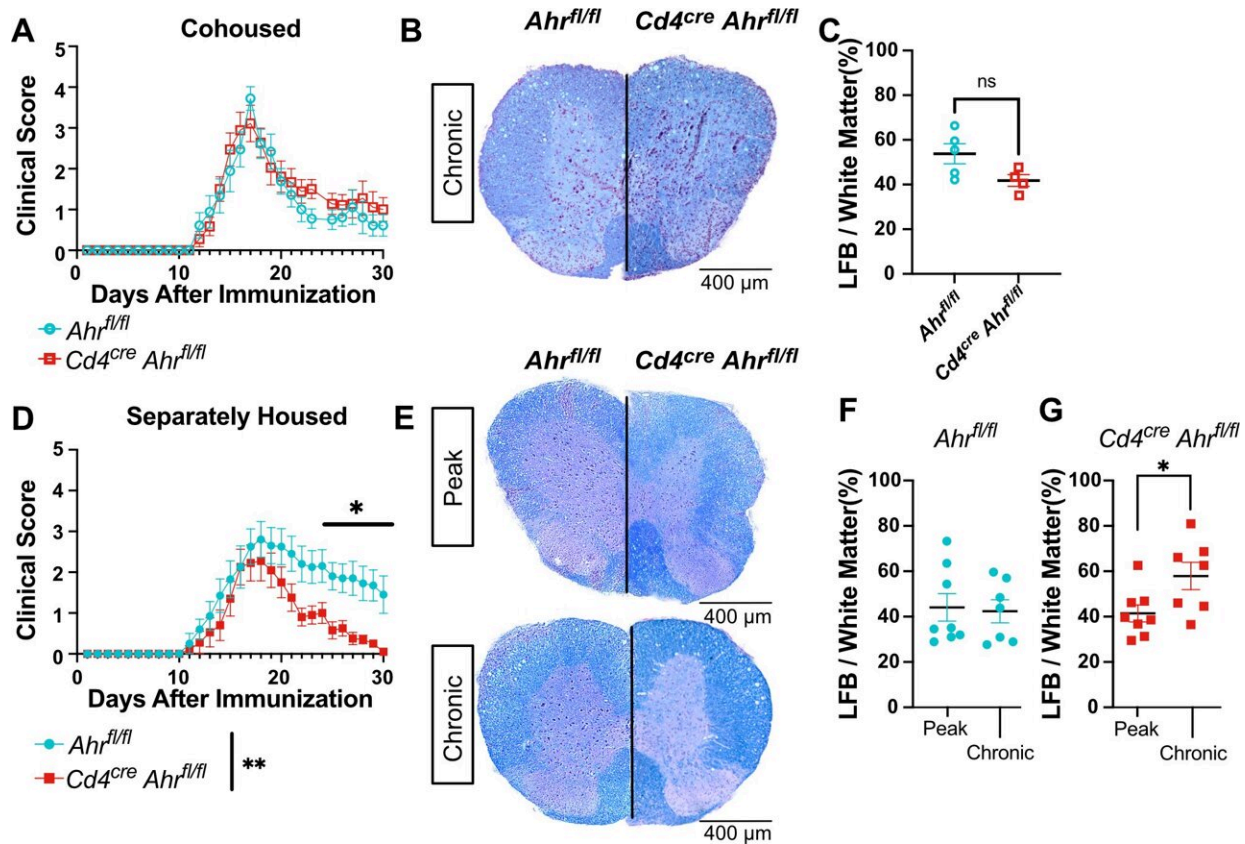 A
Cohoused
Clinical Score
5
4
3
2
1
0
0 10 20 30
Days After Immunization
Ahrfl/fl
Cd4cre Ahrfl/fl
B
Ahrfl/fl Cd4cre Ahrfl/fl
Chronic
400 µm
C
LFB / White Matter(%)
100
80
60
40
20
0
ns
Ahrfl/fl
Cd4cre Ahrfl/fl
D
Separately Housed
Clinical Score
5
4
3
2
1
0
*
0 10 20 30
Days After Immunization
Ahrfl/fl
Cd4cre Ahrfl/fl
**
E
Ahrfl/fl Cd4cre Ahrfl/fl
Peak
400 µm
Chronic
400 µm
F
Ahrfl/fl
LFB / White Matter(%)
100
80
60
40
20
0
Peak
Chronic
G
Cd4cre Ahrfl/fl
LFB / White Matter(%)
100
80
60
40
20
0
*
Peak
Chronic